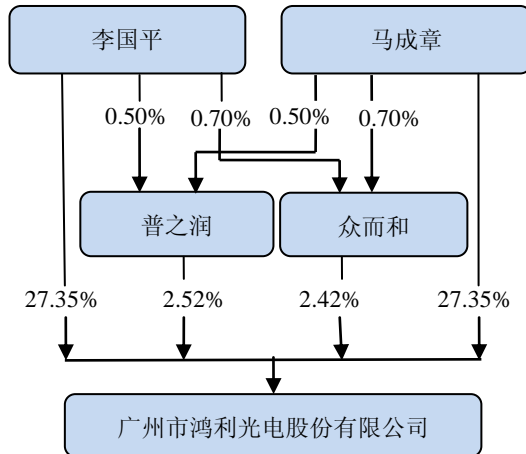 李国平
马成章
0.50%
0.70%
0.50%
0.70%
普之润
众而和
27.35%
2.52%
2.42%
27.35%
广州市鸿利光电股份有限公司